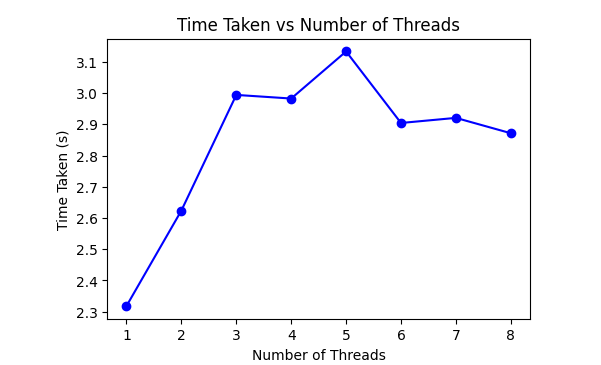 Time Taken vs Number of Threads
3.1
3.0
2.9
2.8
2.7
2.6
2.5
2.4
2.3
Time Taken (s)
1 2 3 4 5 6 7 8
Number of Threads